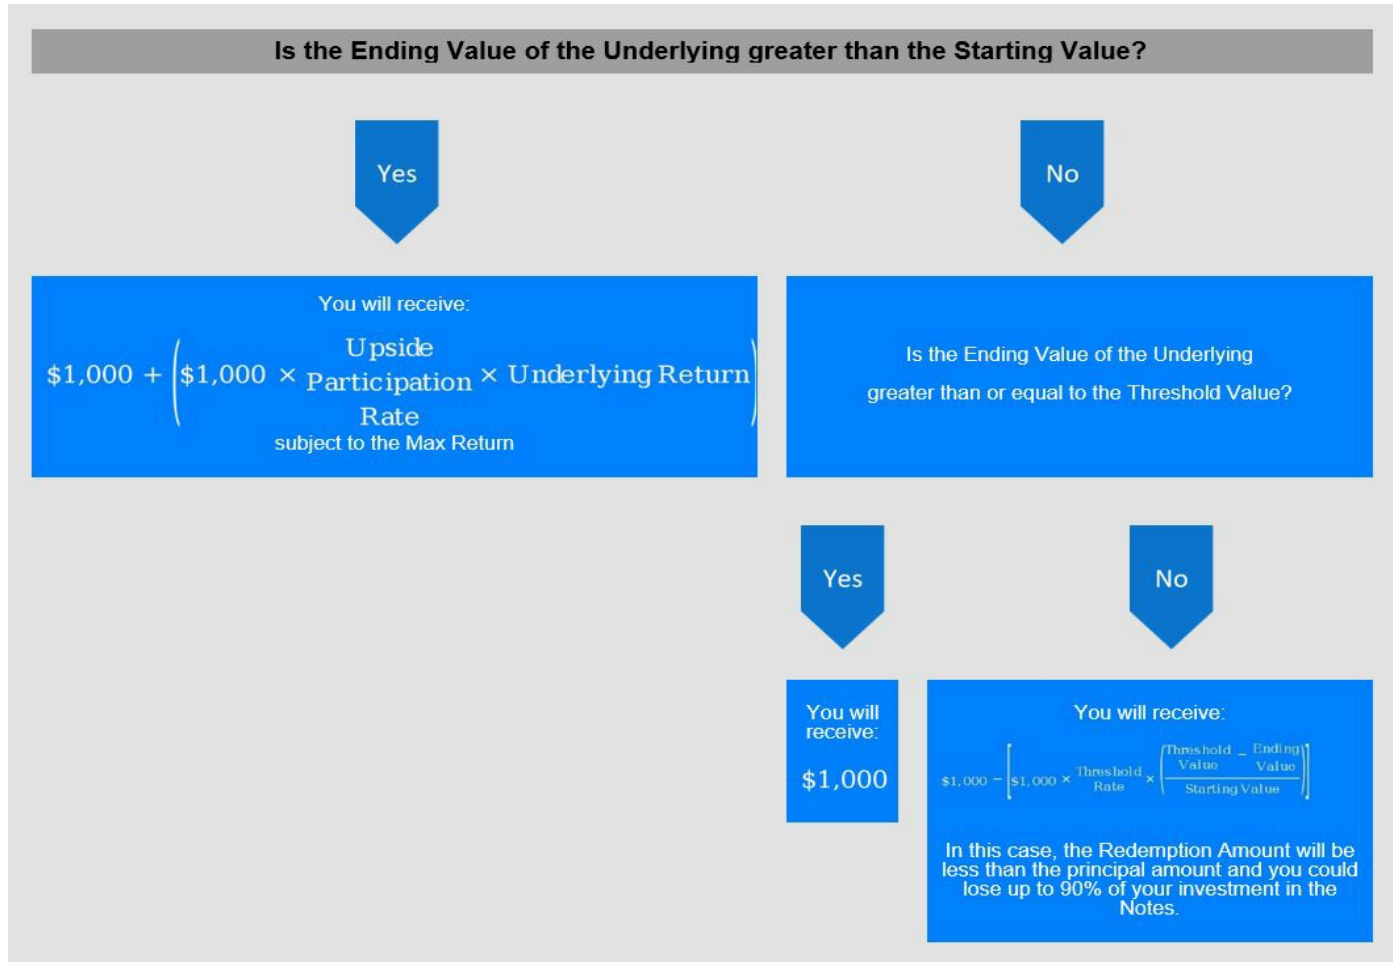 Is the Ending Value of the Underlying greater than the Starting Value?
Yes
No
You will receive:
$1,000 + ($1,000 × Upside Participation Rate × Underlying Return)
subject to the Max Return
Is the Ending Value of the Underlying
greater than or equal to the Threshold Value?
Yes
No
You will
receive:
$1,000
You will receive:
$1,000 − [$1,000 × Threshold Rate × (Threshold Value − Ending Value / Starting Value)]
In this case, the Redemption Amount will be
less than the principal amount and you could
lose up to 90% of your investment in the
Notes.